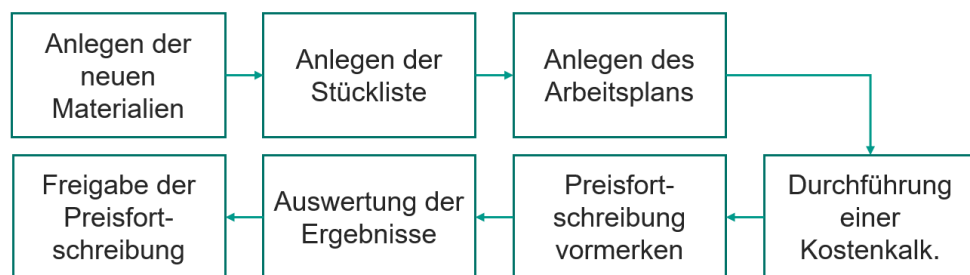 Anlegen der
neuen
Materialien
Anlegen der
Stückliste
Anlegen des
Arbeitsplans
Durchführung
einer
Kostenkalk.
Preisfort-
schreibung
vormerken
Auswertung der
Ergebnisse
Freigabe der
Preisfort-
schreibung